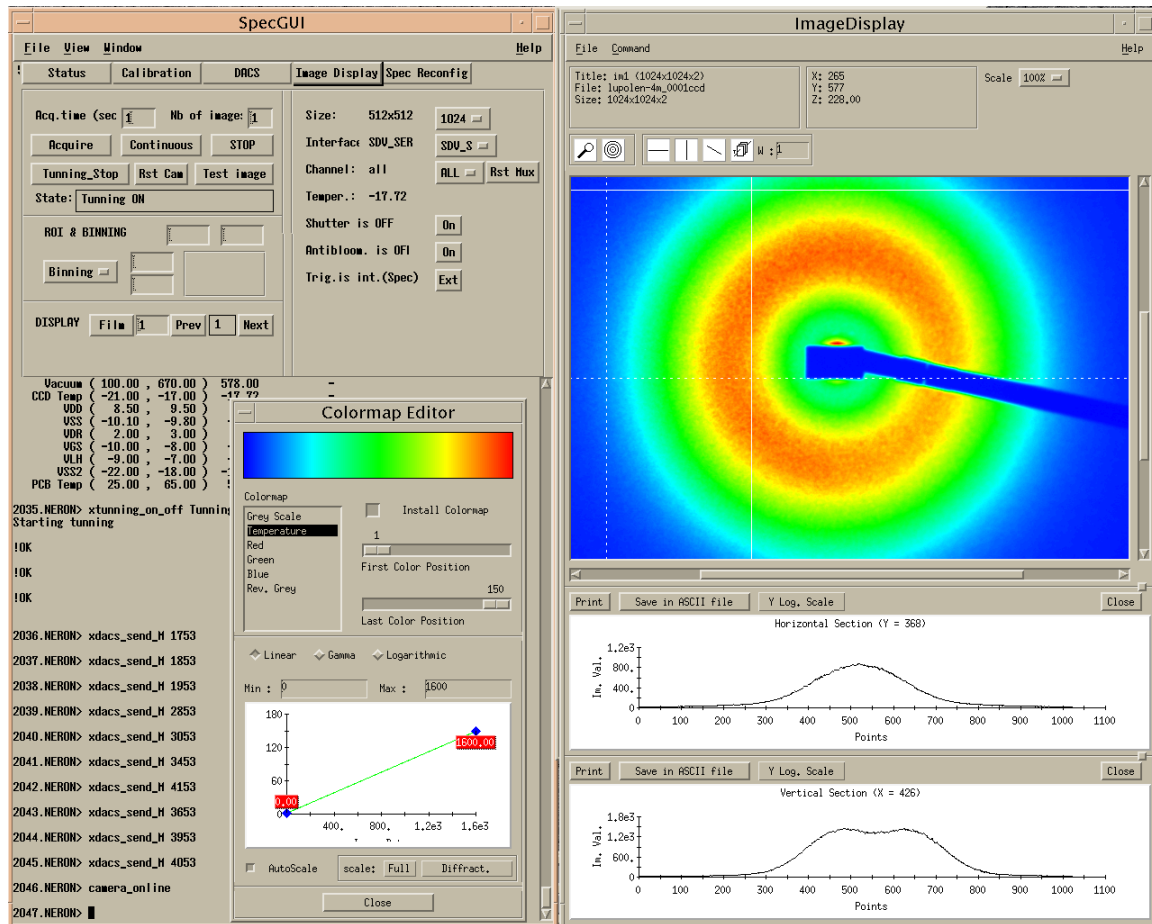 SpecGUI
File View Window Help
Status Calibration DACS Image Display Spec Reconfig
Acq.time (sec 1 Nb of image: 1
Acquire Continuous STOP
Tunning_Stop Rst Cam Test image
State: Tunning ON
ROI & BINNING
Binning
DISPLAY Film 1 Prev 1 Next
Size: 512x512 1024
Interface SDV_SER SDV_S
Channel: all ALL Rst Mux
Temper.: -17.72
Shutter is OFF On
Antibloom. is OFI On
Trig.is int.(Spec) Ext
Vacuum ( 100.00 , 670.00 ) 578.00 -
CCD Temp ( -21.00 , -17.00 ) -17.72
VDD ( 8.50 , 9.50 )
VSS ( -10.10 , -9.80 )
VDR ( 2.00 , 3.00 )
VGS ( -10.00 , -8.00 )
VLH ( -9.00 , -7.00 )
VSS2 ( -22.00 , -18.00 )
PCB Temp ( 25.00 , 65.00 )
2035.NERON> xtunning_on_off Tunning
Starting tunning
!OK
!OK
!OK
2036.NERON> xdacs_send_M 1753
2037.NERON> xdacs_send_M 1853
2038.NERON> xdacs_send_M 1953
2039.NERON> xdacs_send_M 2853
2040.NERON> xdacs_send_M 3053
2041.NERON> xdacs_send_M 3453
2042.NERON> xdacs_send_M 4153
2043.NERON> xdacs_send_M 3653
2044.NERON> xdacs_send_M 3953
2045.NERON> xdacs_send_M 4053
2046.NERON> camera_online
2047.NERON>
Colormap Editor
Colormap
Grey Scale
Temperature
Red
Green
Blue
Rev. Grey
Install Colormap
1
First Color Position
150
Last Color Position
Linear Gamma Logarithmic
Min : 0 Max : 1600
180
120
60
0
0.00
1600.00
400. 800. 1.2e3 1.6e3
AutoScale scale: Full Diffract.
Close
ImageDisplay
File Command Help
Title: im1 (1024x1024x2)
File: lupolen-4m_0001ccd
Size: 1024x1024x2
X: 265
Y: 577
Z: 228.00
Scale 100%
W : 1
Print Save in ASCII file Y Log. Scale Close
Horizontal Section (Y = 368)
Im. Val.
1.2e3
800.
400.
0
0 100 200 300 400 500 600 700 800 900 1000 1100
Points
Print Save in ASCII file Y Log. Scale Close
Vertical Section (X = 426)
Im. Val.
1.8e3
1.2e3
600.
0
0 100 200 300 400 500 600 700 800 900 1000 1100
Points